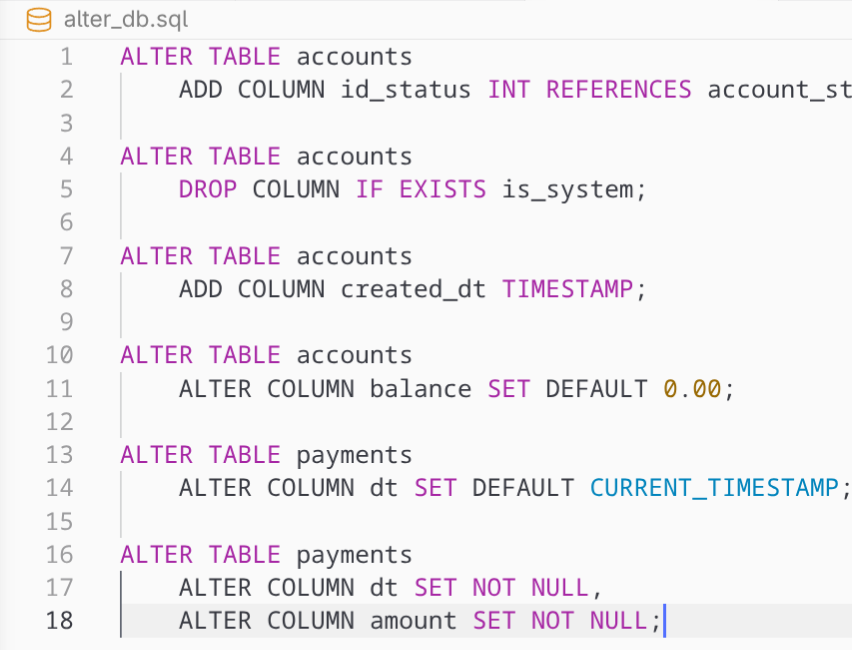 alter_db.sql
1 ALTER TABLE accounts
2 ADD COLUMN id_status INT REFERENCES account_st
3
4 ALTER TABLE accounts
5 DROP COLUMN IF EXISTS is_system;
6
7 ALTER TABLE accounts
8 ADD COLUMN created_dt TIMESTAMP;
9
10 ALTER TABLE accounts
11 ALTER COLUMN balance SET DEFAULT 0.00;
12
13 ALTER TABLE payments
14 ALTER COLUMN dt SET DEFAULT CURRENT_TIMESTAMP;
15
16 ALTER TABLE payments
17 ALTER COLUMN dt SET NOT NULL,
18 ALTER COLUMN amount SET NOT NULL;